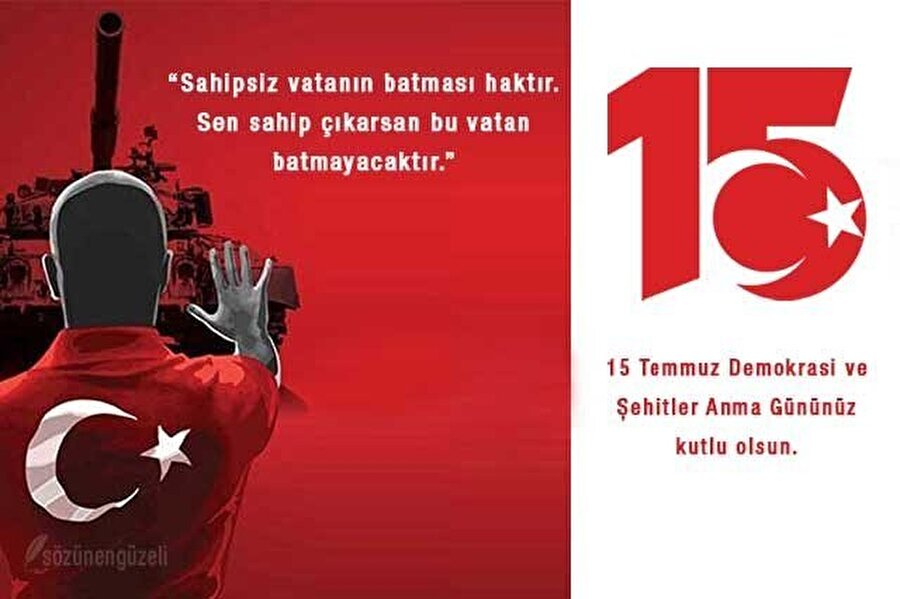 “Sahipsiz vatanın batması haktır.
Sen sahip çıkarsan bu vatan
batmayacaktır.”
sözünengüzeli
15
15 Temmuz Demokrasi ve
Şehitler Anma Gününüz
kutlu olsun.